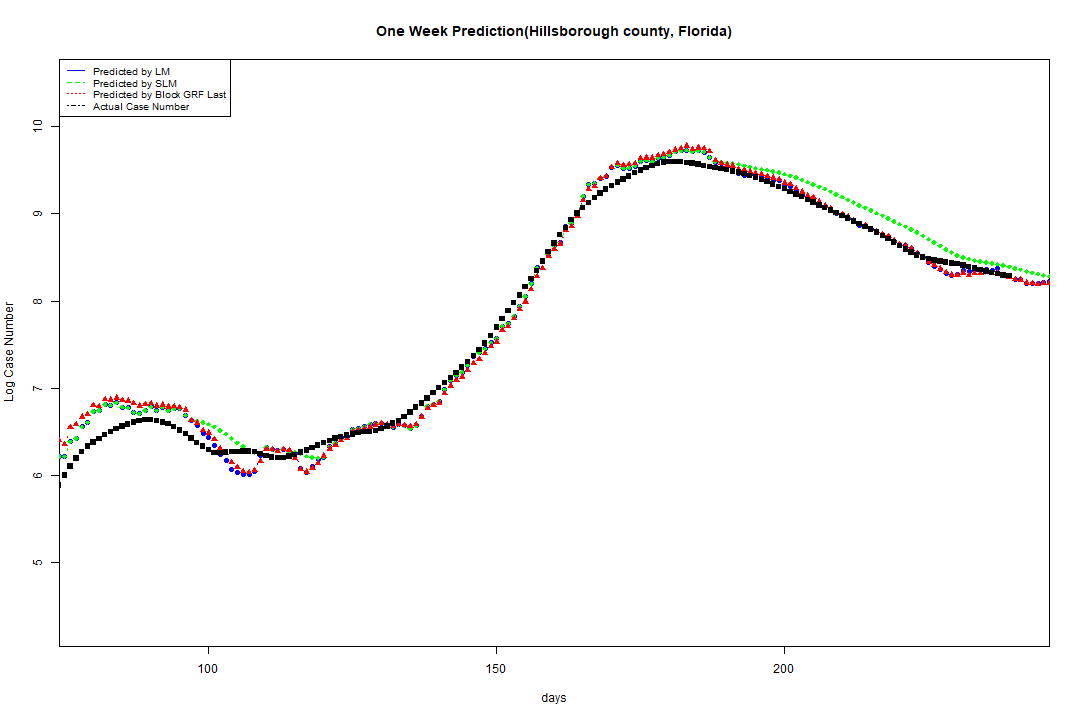 One Week Prediction(Hillsborough county, Florida)
Predicted by LM
Predicted by SLM
Predicted by Block GRF Last
Actual Case Number
10
9
8
7
6
5
Log Case Number
100
150
200
days